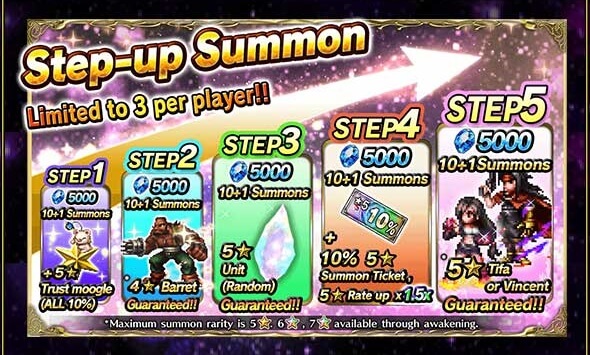 Step-up Summon
Limited to 3 per player!!
STEP1
5000
10+1 Summons
+ 5★
Trust moogle
(ALL 10%)
STEP2
5000
10+1 Summons
4★ Barret
Guaranteed!!
STEP3
5000
10+1 Summons
5★
Unit
(Random)
Guaranteed!!
STEP4
5000
10+1 Summons
★5
10%
+
10% 5★
Summon Ticket ,
5★ Rate up x1.5x
STEP5
5000
10+1 Summons
5★ Tifa
or Vincent
Guaranteed!!
*Maximum summon rarity is 5★. 6★, 7★ available through awakening.